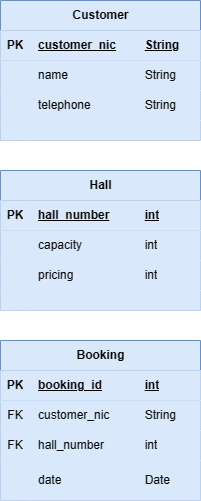 Customer
PK customer_nic String
name String
telephone String
Hall
PK hall_number int
capacity int
pricing int
Booking
PK booking_id int
FK customer_nic String
FK hall_number int
date Date